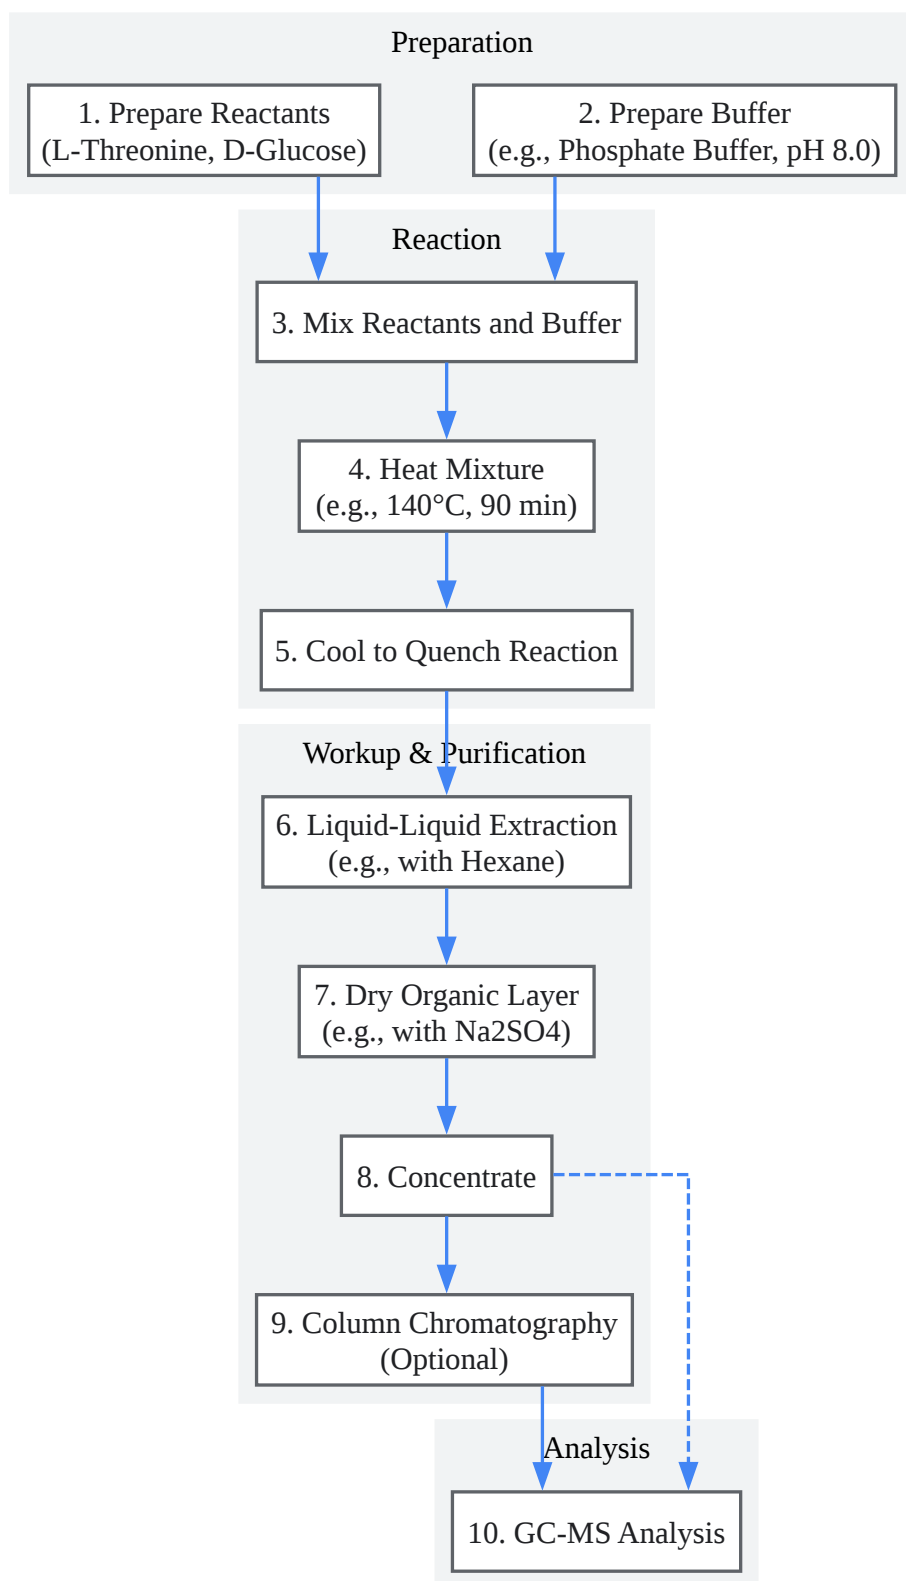 Preparation
1. Prepare Reactants
(L-Threonine, D-Glucose)
2. Prepare Buffer
(e.g., Phosphate Buffer, pH 8.0)
Reaction
3. Mix Reactants and Buffer
4. Heat Mixture
(e.g., 140°C, 90 min)
5. Cool to Quench Reaction
Workup & Purification
6. Liquid-Liquid Extraction
(e.g., with Hexane)
7. Dry Organic Layer
(e.g., with Na2SO4)
8. Concentrate
9. Column Chromatography
(Optional)
Analysis
10. GC-MS Analysis